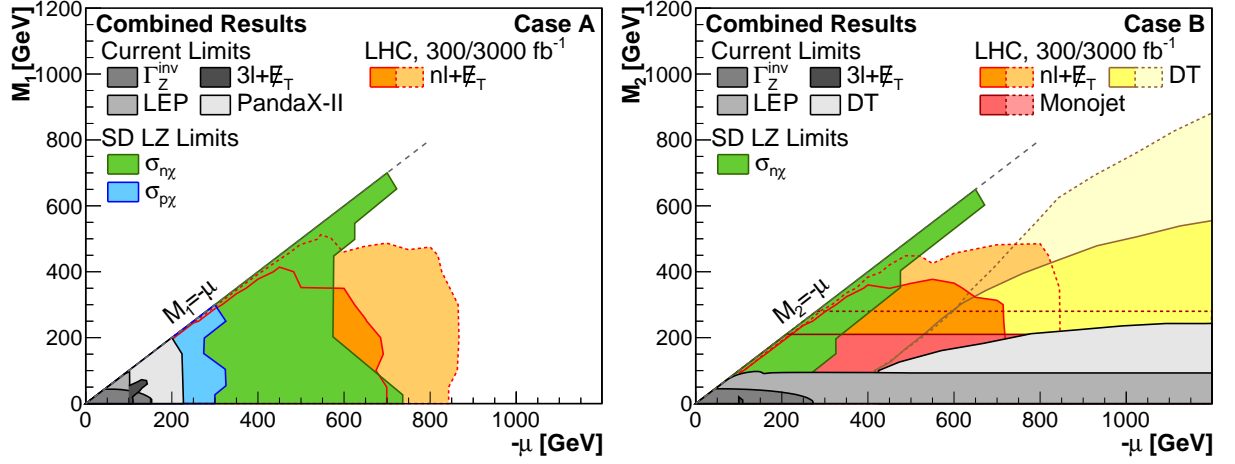 Combined Results Case A
Current Limits LHC, 300/3000 fb⁻¹
Γ_Z^inv 3l+E̸_T nl+E̸_T
LEP PandaX-II
SD LZ Limits
σ_nχ
σ_pχ
M₁=-μ
M₁ [GeV]
1200
1000
800
600
400
200
0
0 200 400 600 800 1000
-μ [GeV]
Combined Results Case B
Current Limits LHC, 300/3000 fb⁻¹
Γ_Z^inv 3l+E̸_T nl+E̸_T DT
LEP DT Monojet
SD LZ Limits
σ_nχ
M₂=-μ
M₂ [GeV]
1200
1000
800
600
400
200
0
0 200 400 600 800 1000
-μ [GeV]